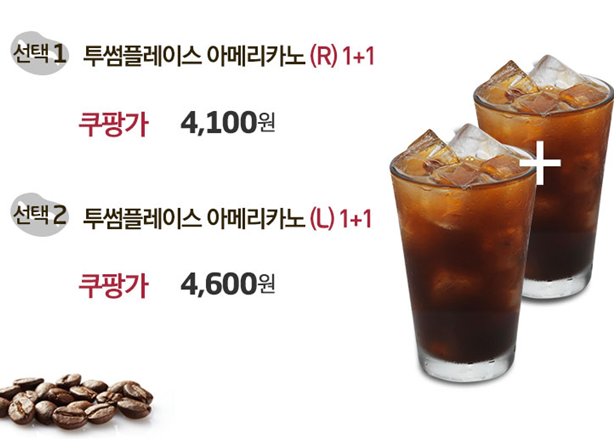 선택 1 투썸플레이스 아메리카노 (R) 1+1
쿠팡가 4,100원
선택 2 투썸플레이스 아메리카노 (L) 1+1
쿠팡가 4,600원
+